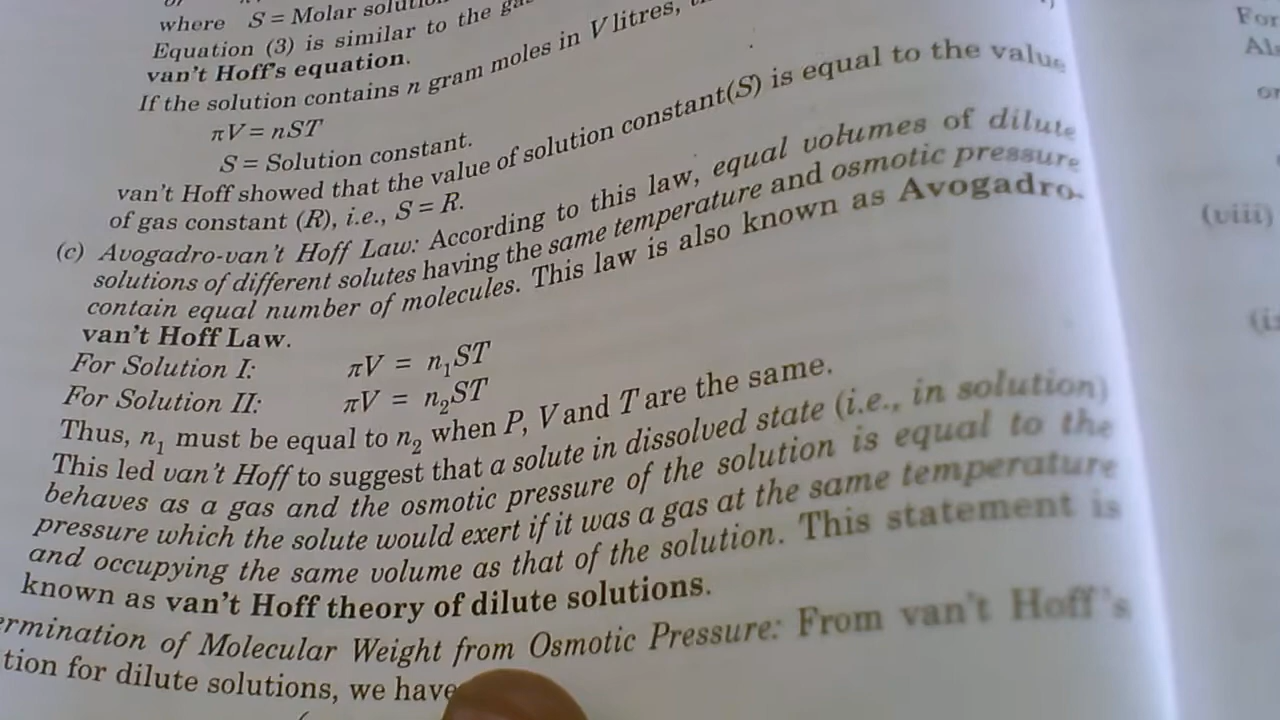 where S = Molar
Equation (3) is similar to the
van't Hoff's equation.
If the solution contains n gram moles in V litres,
πV = nST
S = Solution constant.
van't Hoff showed that the value of solution constant(S) is equal to the value
of gas constant (R), i.e., S = R.
(c) Avogadro-van't Hoff Law: According to this law, equal volumes of dilute
solutions of different solutes having the same temperature and osmotic pressure
contain equal number of molecules. This law is also known as Avogadro-
van't Hoff Law.
For Solution I: πV = n₁ST
For Solution II: πV = n₂ST
Thus, n₁ must be equal to n₂ when P, V and T are the same.
This led van't Hoff to suggest that a solute in dissolved state (i.e., in solution)
behaves as a gas and the osmotic pressure of the solution is equal to the
pressure which the solute would exert if it was a gas at the same temperature
and occupying the same volume as that of the solution. This statement is
known as van't Hoff theory of dilute solutions.
ermination of Molecular Weight from Osmotic Pressure: From van't Hoff's
tion for dilute solutions, we have
For
(viii)